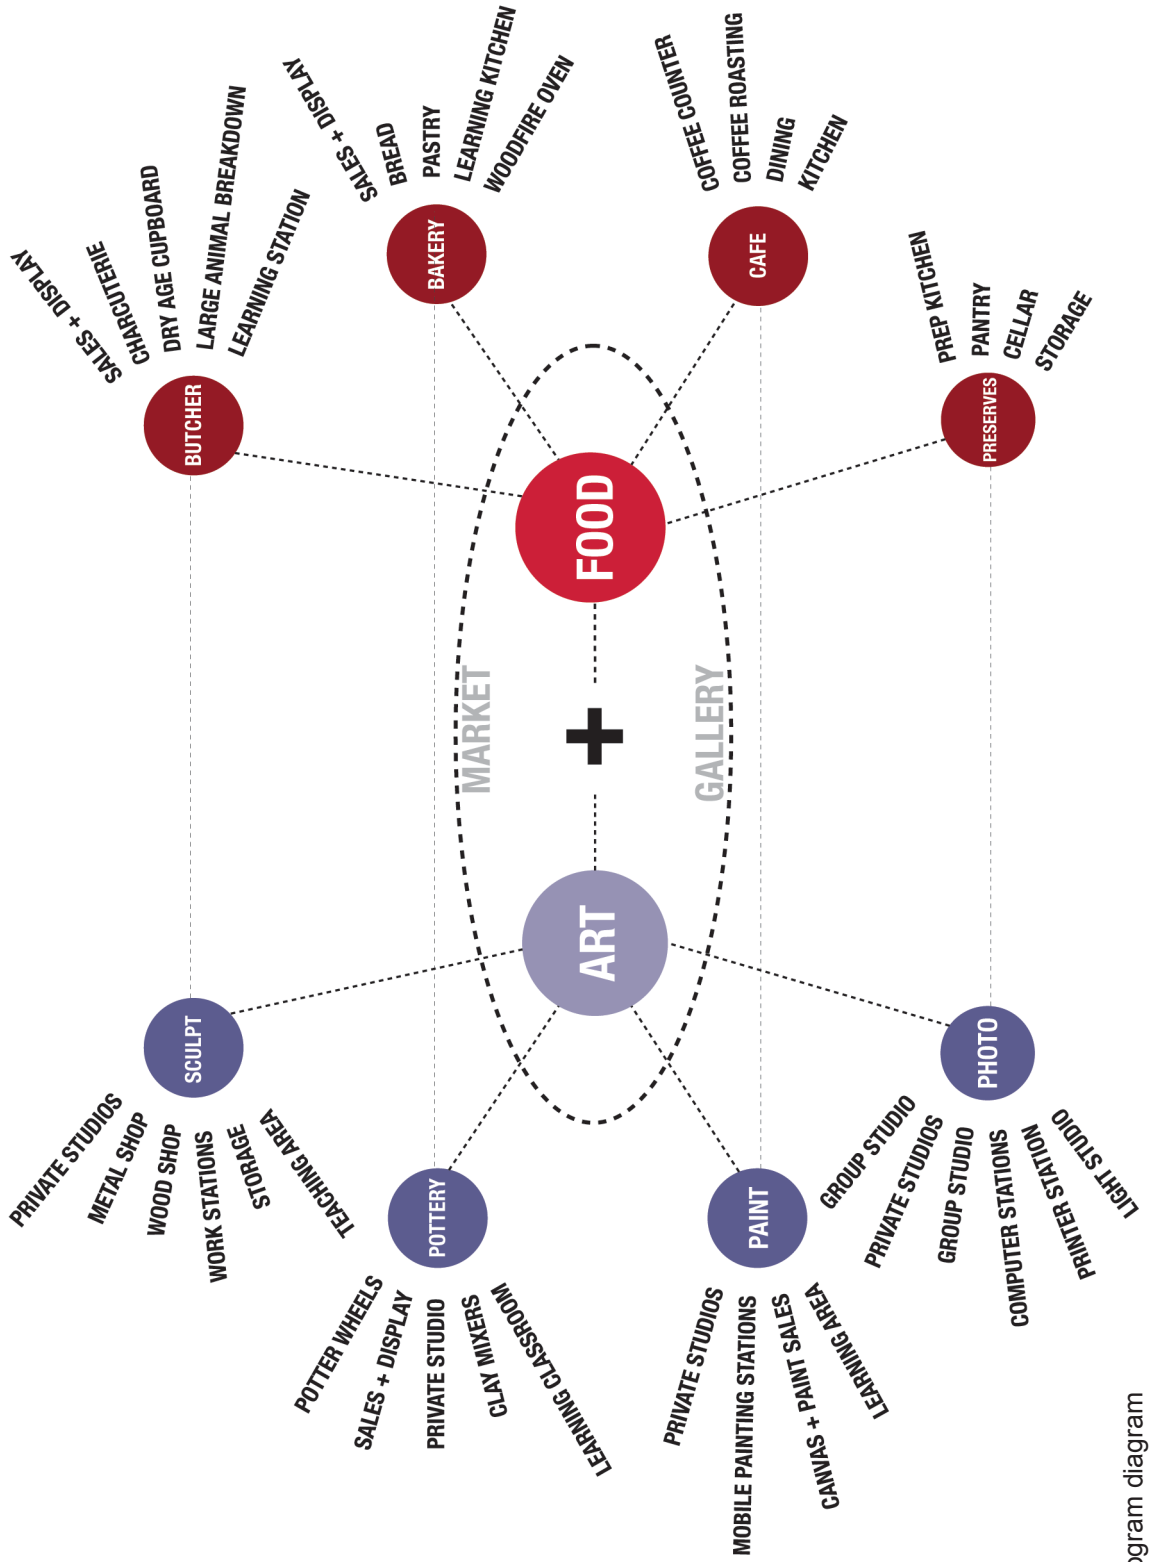 PRIVATE STUDIOS
METAL SHOP
WOOD SHOP
WORK STATIONS
STORAGE
TEACHING AREA
SCULPT
SALES + DISPLAY
CHARCUTERIE
DRY AGE CUPBOARD
LARGE ANIMAL BREAKDOWN
LEARNING STATION
BUTCHER
POTTER WHEELS
SALES + DISPLAY
PRIVATE STUDIO
CLAY MIXERS
LEARNING CLASSROOM
POTTERY
SALES + DISPLAY
BREAD
PASTRY
LEARNING KITCHEN
WOODFIRE OVEN
BAKERY
MARKET
ART
+
FOOD
GALLERY
PRIVATE STUDIOS
MOBILE PAINTING STATIONS
CANVAS + PAINT SALES
LEARNING AREA
PAINT
COFFEE COUNTER
COFFEE ROASTING
DINING
KITCHEN
CAFE
GROUP STUDIO
PRIVATE STUDIOS
GROUP STUDIO
COMPUTER STATIONS
PRINTER STATION
LIGHT STUDIO
PHOTO
PREP KITCHEN
PANTRY
CELLAR
STORAGE
PRESERVES
ogram diagram